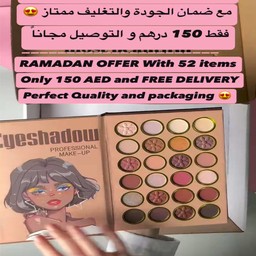 مع ضمان الجودة والتغليف ممتاز 😍
فقط 150 درهم و التوصيل مجاناً
RAMADAN OFFER With 52 items
Only 150 AED and FREE DELIVERY
Perfect Quality and packaging 😍
Eyeshadow
PROFESSIONAL
MAKE-UP